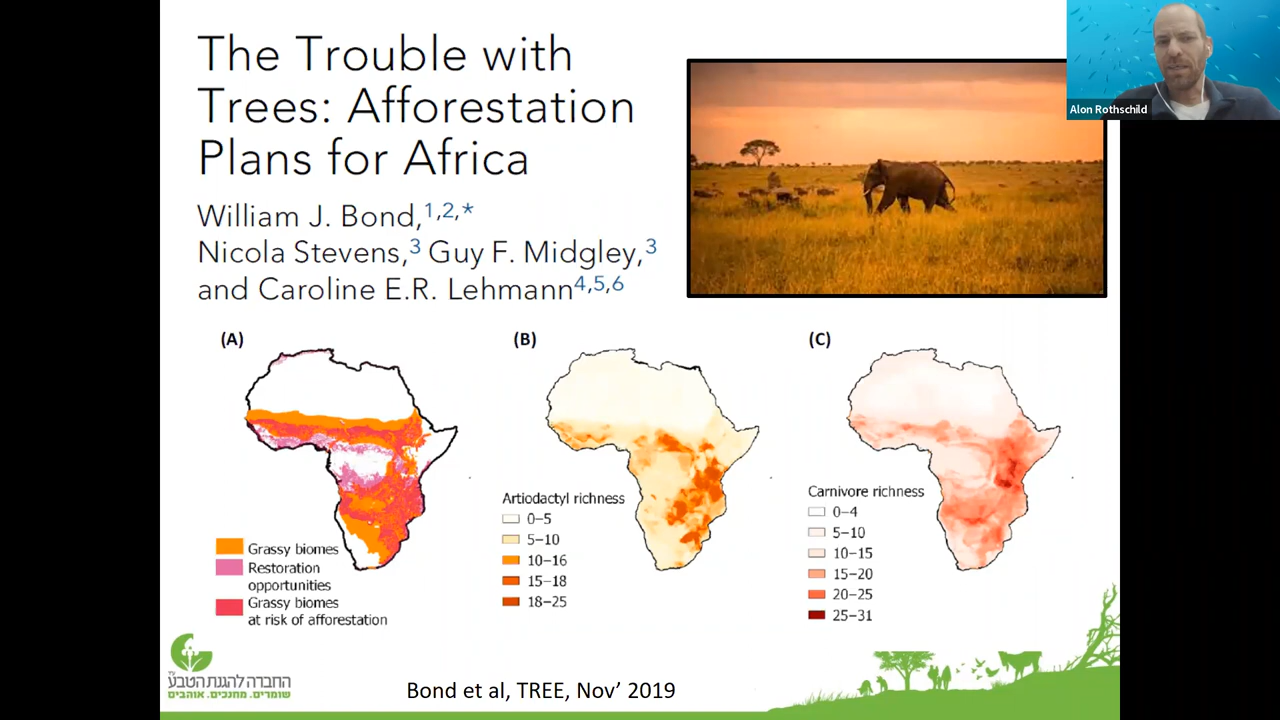 The Trouble with
Trees: Afforestation
Plans for Africa
William J. Bond,1,2,*
Nicola Stevens,3 Guy F. Midgley,3
and Caroline E.R. Lehmann4,5,6
Alon Rothschild
(A)
Grassy biomes
Restoration
opportunities
Grassy biomes
at risk of afforestation
(B)
Artiodactyl richness
0–5
5–10
10–16
15–18
18–25
(C)
Carnivore richness
0–4
5–10
10–15
15–20
20–25
25–31
החברה להגנת הטבע
שומרים. מחנכים. אוהבים.
Bond et al, TREE, Nov’ 2019